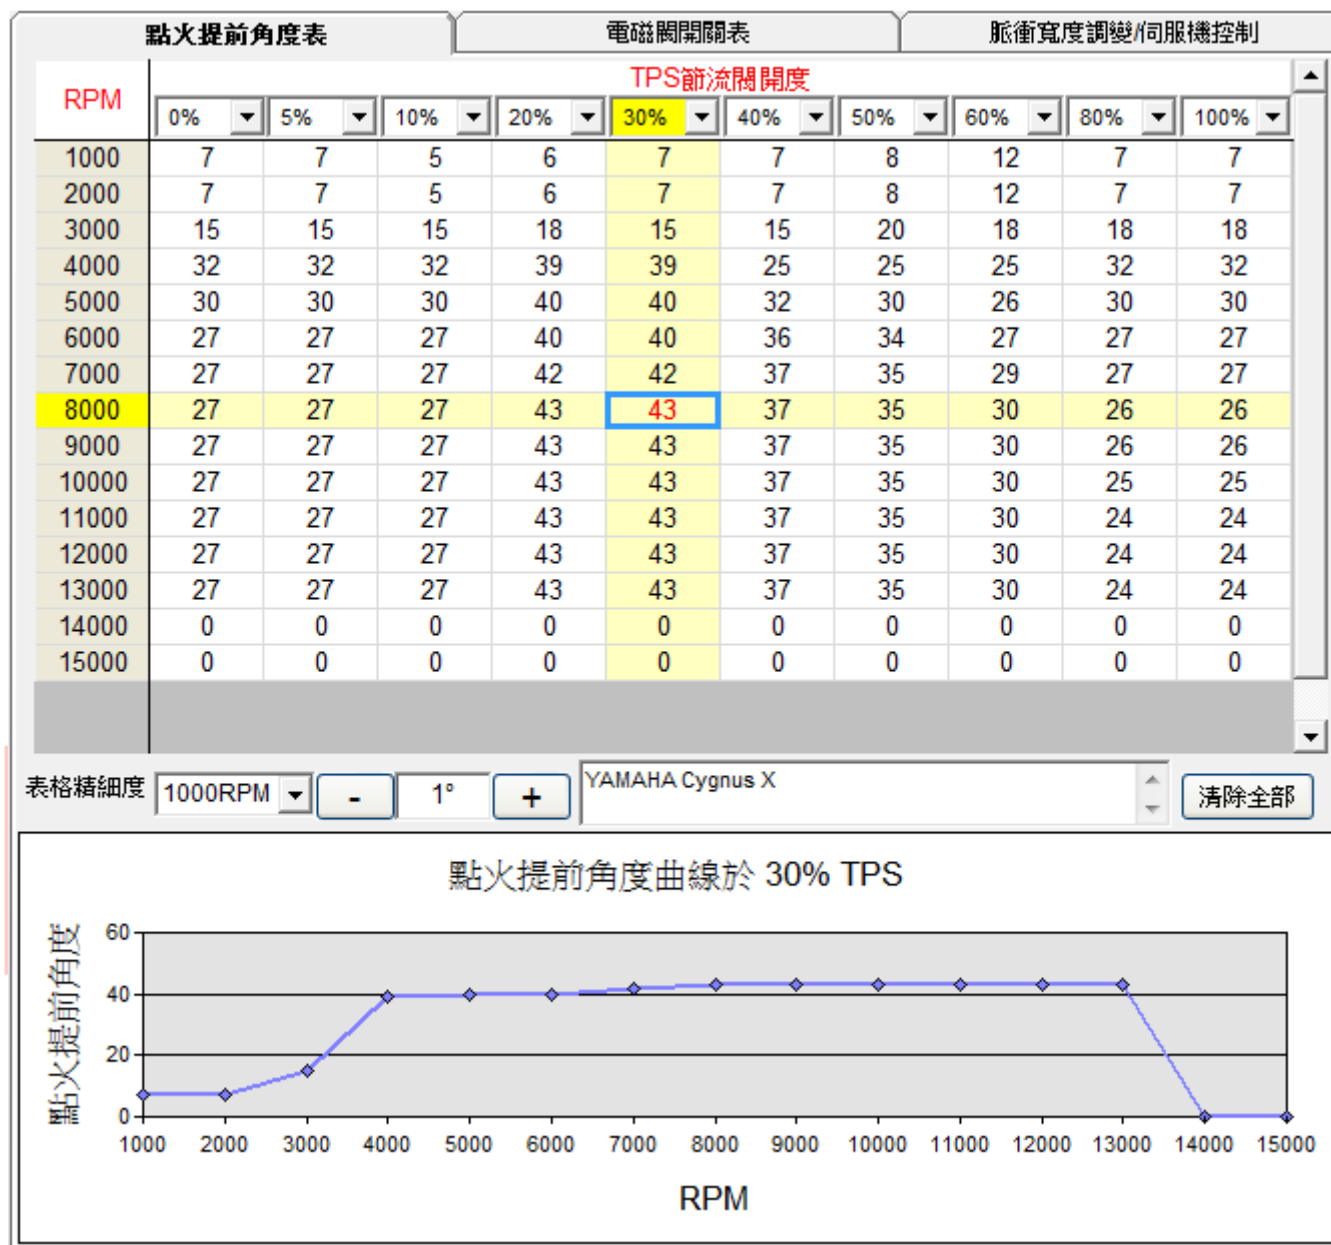 點火提前角度表 電磁閥開關表 脈衝寬度調變/伺服機控制
TPS節流閥開度
RPM
0% 5% 10% 20% 30% 40% 50% 60% 80% 100%
1000 7 7 5 6 7 7 8 12 7 7
2000 7 7 5 6 7 7 8 12 7 7
3000 15 15 15 18 15 15 20 18 18 18
4000 32 32 32 39 39 25 25 25 32 32
5000 30 30 30 40 40 32 30 26 30 30
6000 27 27 27 40 40 36 34 27 27 27
7000 27 27 27 42 42 37 35 29 27 27
8000 27 27 27 43 43 37 35 30 26 26
9000 27 27 27 43 43 37 35 30 26 26
10000 27 27 27 43 43 37 35 30 25 25
11000 27 27 27 43 43 37 35 30 24 24
12000 27 27 27 43 43 37 35 30 24 24
13000 27 27 27 43 43 37 35 30 24 24
14000 0 0 0 0 0 0 0 0 0 0
15000 0 0 0 0 0 0 0 0 0 0
表格精細度 1000RPM - 1° + YAMAHA Cygnus X 清除全部
點火提前角度曲線於 30% TPS
點火提前角度
60
40
20
0
1000 2000 3000 4000 5000 6000 7000 8000 9000 10000 11000 12000 13000 14000 15000
RPM